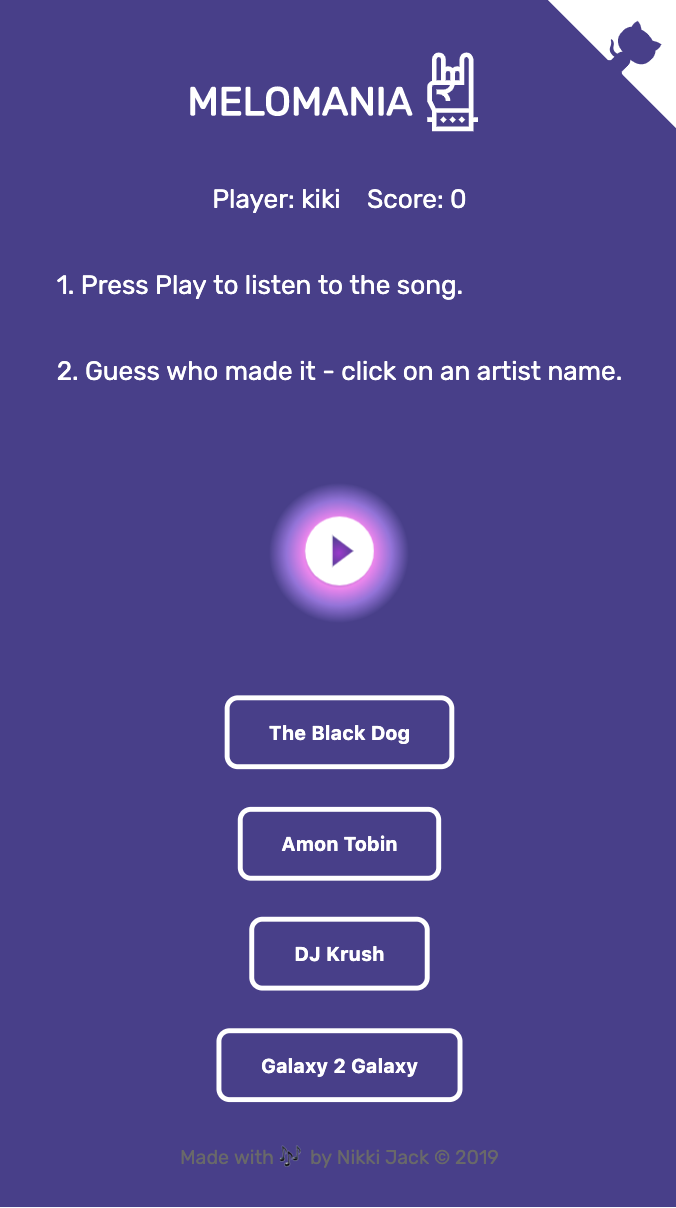 MELOMANIA
Player: kiki Score: 0
1. Press Play to listen to the song.
2. Guess who made it - click on an artist name.
The Black Dog
Amon Tobin
DJ Krush
Galaxy 2 Galaxy
Made with 🎶 by Nikki Jack © 2019